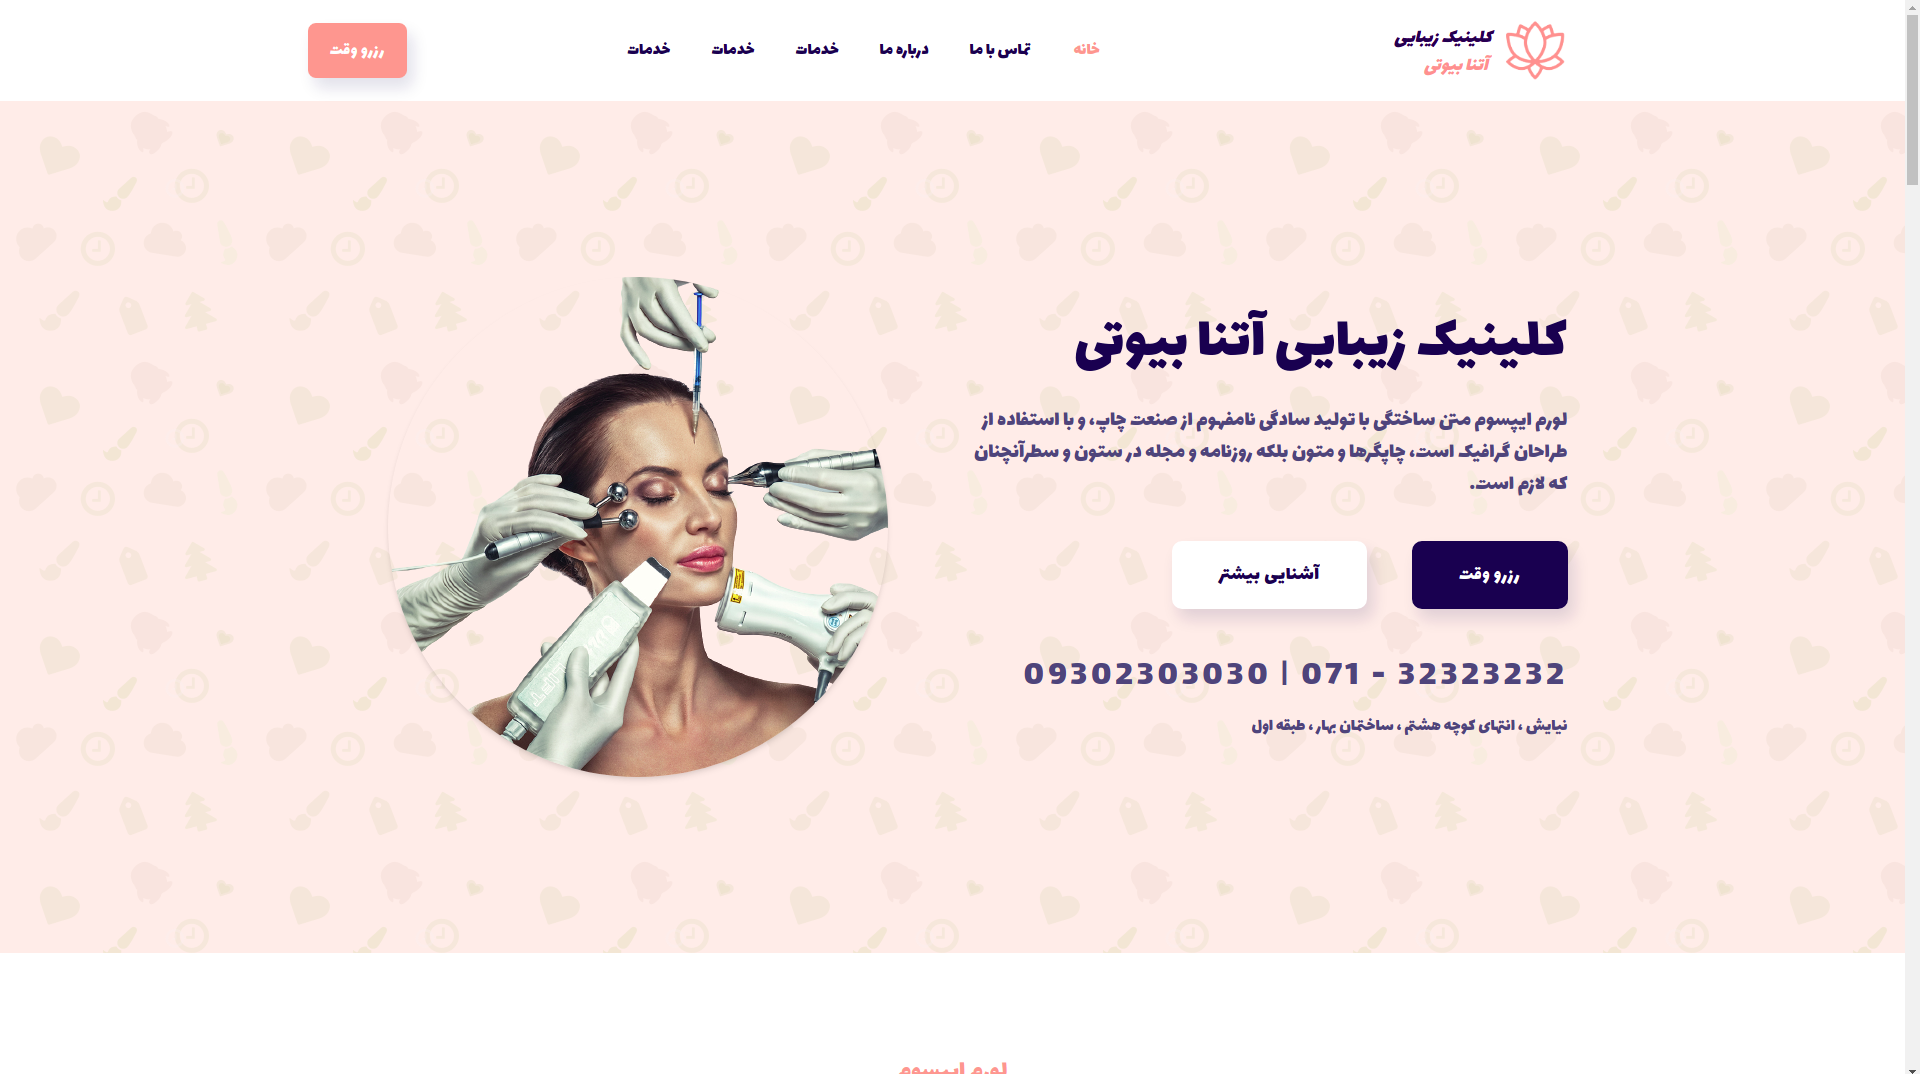 کلینیک زیبایی
آتنا بیوتی
خانه
تماس با ما
درباره ما
خدمات
خدمات
خدمات
رزرو وقت
کلینیک زیبایی آتنا بیوتی
لورم ایپسوم متن ساختگی با تولید سادگی نامفهوم از صنعت چاپ، و با استفاده از
طراحان گرافیک است، چاپگرها و متون بلکه روزنامه و مجله در ستون و سطرآنچنان
که لازم است.
رزرو وقت
آشنایی بیشتر
09302303030 | 071 - 32323232
نیایش ، انتهای کوچه هشتم ، ساختمان بهار ، طبقه اول
لورم ایپسوم